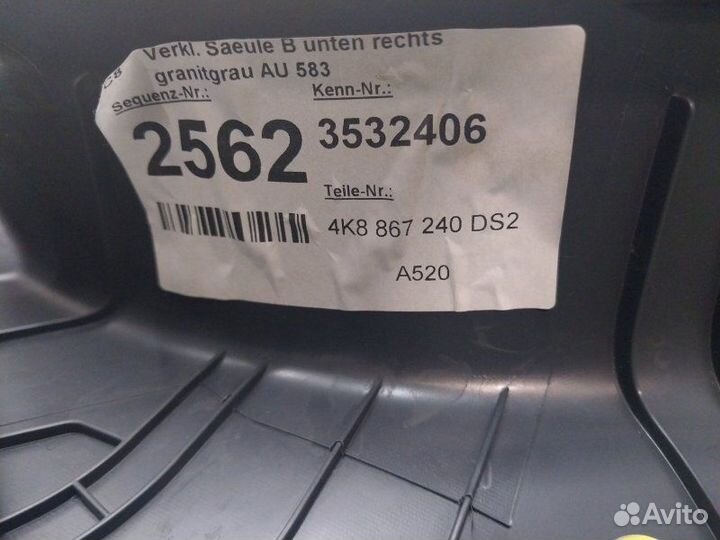 C8
Verkl. Saeule B unten rechts
granitgrau AU 583
Sequenz-Nr.: Kenn-Nr.:
2562 3532406
Teile-Nr.:
4K8 867 240 DS2
A520
Avito